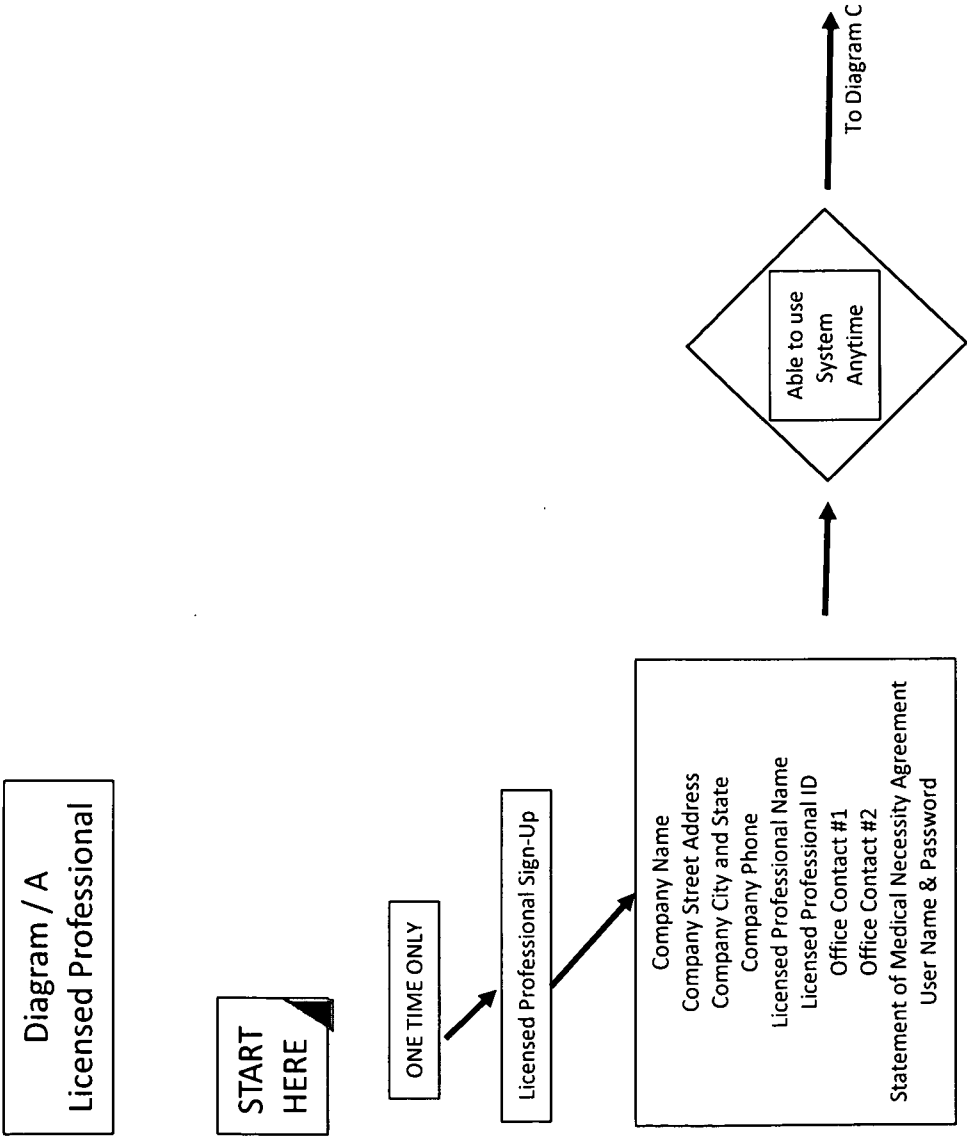 Diagram / A
Licensed Professional
START
HERE
ONE TIME ONLY
Licensed Professional Sign-Up
Company Name
Company Street Address
Company City and State
Company Phone
Licensed Professional Name
Licensed Professional ID
Office Contact #1
Office Contact #2
Statement of Medical Necessity Agreement
User Name & Password
Able to use
System
Anytime
To Diagram C